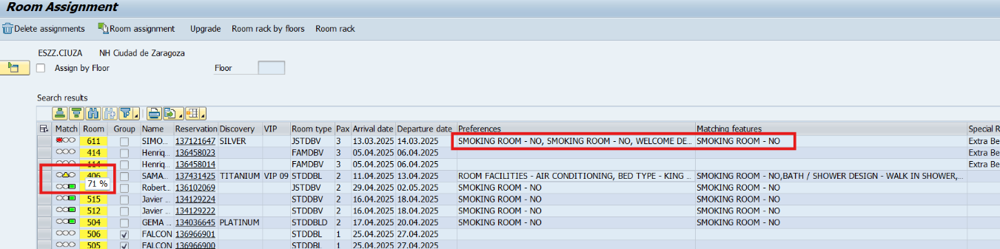 Room Assignment
Delete assignments Room assignment Upgrade Room rack by floors Room rack
ESZZ.CIUZA NH Ciudad de Zaragoza
Assign by Floor Floor
Search results
Match Room Group Name Reservation Discovery VIP Room type Pax Arrival date Departure date Preferences Matching features Special R
611 SIMO... 137121647 SILVER JSTDBV 3 13.03.2025 14.03.2025 SMOKING ROOM - NO, SMOKING ROOM - NO, WELCOME DE... SMOKING ROOM - NO Extra Be
414 Henriq... 136458023 FAMDBV 3 05.04.2025 06.04.2025 Extra Be
114 Henriq... 136458014 FAMDBV 3 05.04.2025 06.04.2025 Extra Be
406 SAMA... 137431425 TITANIUM VIP 09 STDDBL 2 11.04.2025 13.04.2025 ROOM FACILITIES - AIR CONDITIONING, BED TYPE - KING ... SMOKING ROOM - NO,BATH / SHOWER DESIGN - WALK IN SHOWER,...
71 %
Robert... 136102069 JSTDBV 2 29.04.2025 02.05.2025 SMOKING ROOM - NO SMOKING ROOM - NO
515 Javier ... 134129224 STDDBV 2 16.04.2025 18.04.2025 SMOKING ROOM - NO SMOKING ROOM - NO
512 Javier ... 134129222 STDDBV 2 16.04.2025 18.04.2025 SMOKING ROOM - NO SMOKING ROOM - NO
504 GEMA ... 134036645 PLATINUM STDDBLD 2 17.04.2025 20.04.2025 SMOKING ROOM - NO SMOKING ROOM - NO
506 FALCON 136966901 STDDBL 1 25.04.2025 27.04.2025
505 FALCON 136966900 STDDBL 1 25.04.2025 27.04.2025